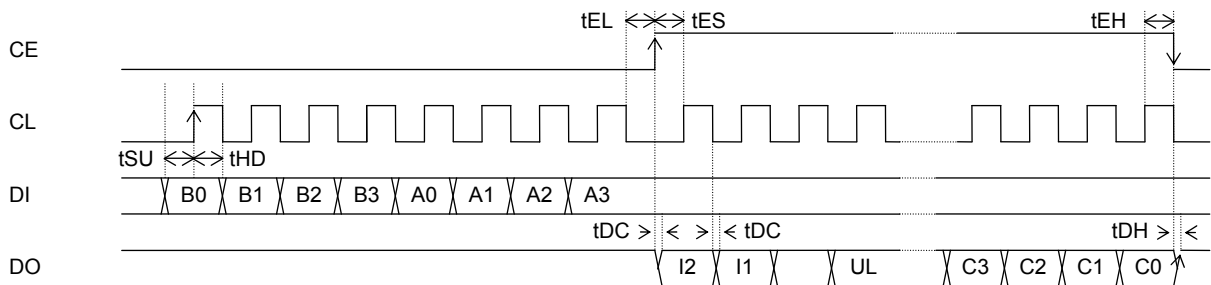 tEL tES tEH
CE
CL
tSU tHD
DI B0 B1 B2 B3 A0 A1 A2 A3
tDC tDC tDH
DO I2 I1 UL C3 C2 C1 C0